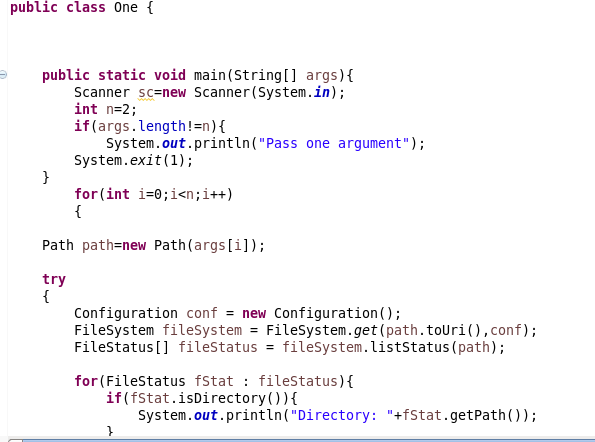 public class One {
public static void main(String[] args){
Scanner sc=new Scanner(System.in);
int n=2;
if(args.length!=n){
System.out.println("Pass one argument");
System.exit(1);
}
for(int i=0;i<n;i++)
{
Path path=new Path(args[i]);
try
{
Configuration conf = new Configuration();
FileSystem fileSystem = FileSystem.get(path.toUri(),conf);
FileStatus[] fileStatus = fileSystem.listStatus(path);
for(FileStatus fStat : fileStatus){
if(fStat.isDirectory()){
System.out.println("Directory: "+fStat.getPath());
}